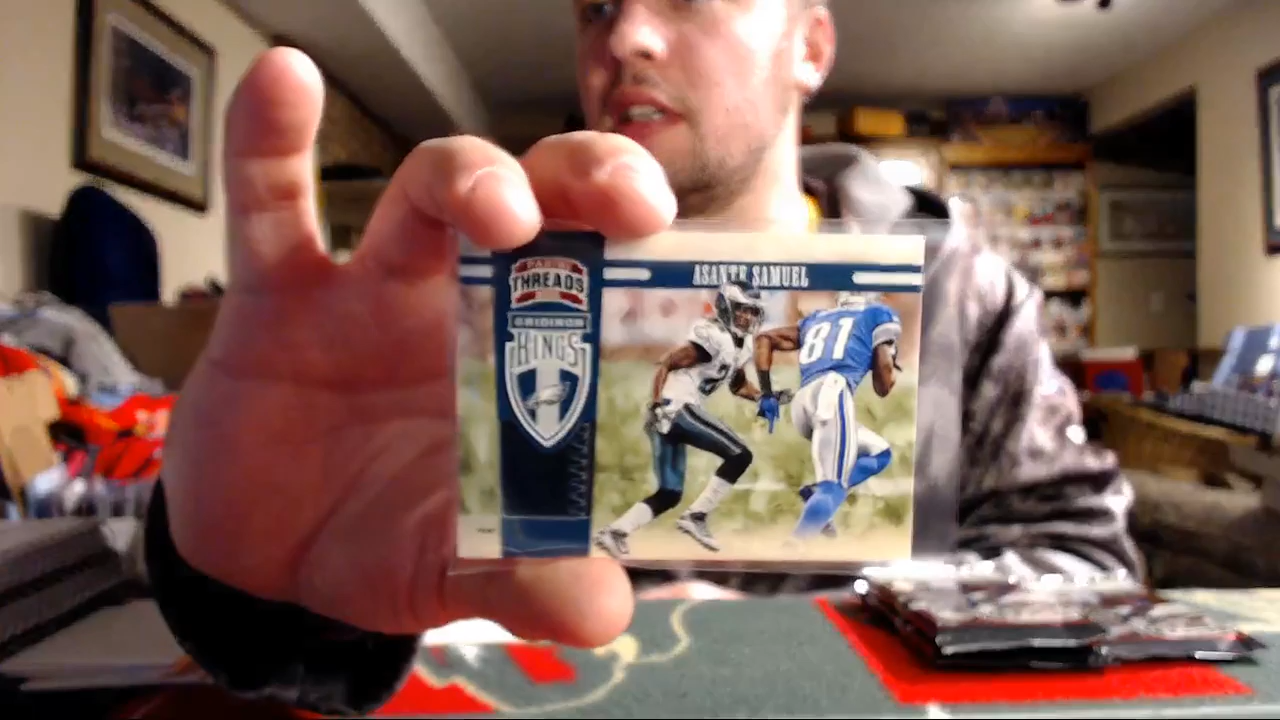 PANINI
THREADS
GRIDIRON
KINGS
ASANTE SAMUEL
81